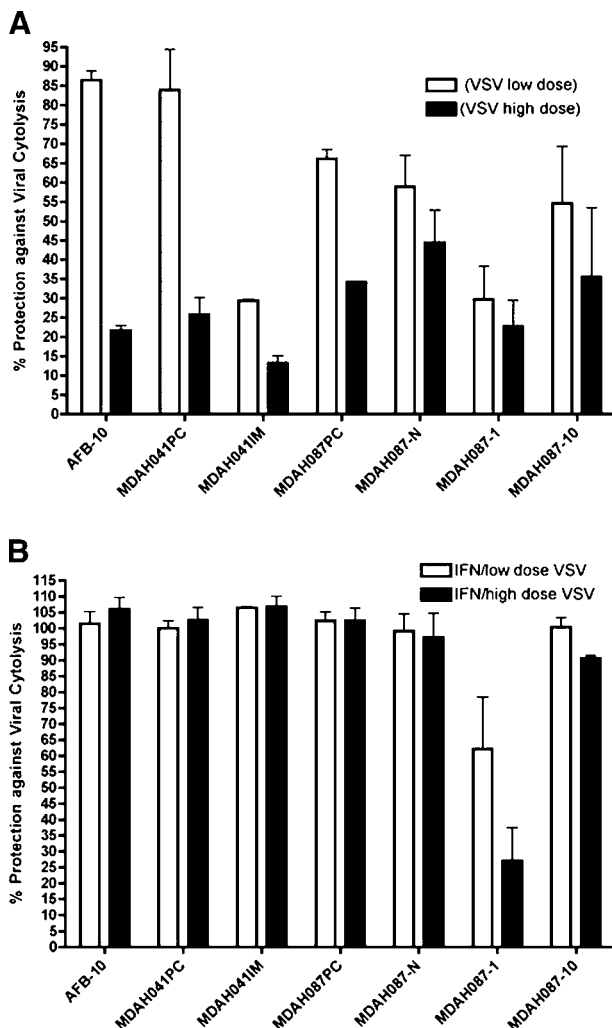 A
% Protection against Viral Cytolysis
95
90
85
80
75
70
65
60
55
50
45
40
35
30
25
20
15
10
5
0
(VSV low dose)
(VSV high dose)
AFB-10
MDAH041PC
MDAH041IM
MDAH087PC
MDAH087-N
MDAH087-1
MDAH087-10
B
% Protection against Viral Cytolysis
115
110
105
100
95
90
85
80
75
70
65
60
55
50
45
40
35
30
25
20
15
10
5
0
IFN/low dose VSV
IFN/high dose VSV
AFB-10
MDAH041PC
MDAH041IM
MDAH087PC
MDAH087-N
MDAH087-1
MDAH087-10